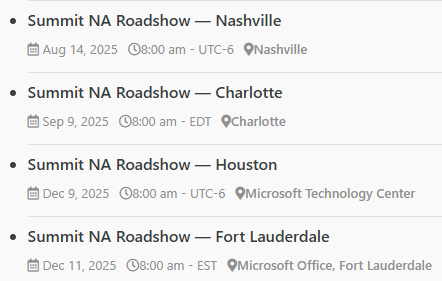 Summit NA Roadshow — Nashville
Aug 14, 2025 8:00 am - UTC-6 Nashville
Summit NA Roadshow — Charlotte
Sep 9, 2025 8:00 am - EDT Charlotte
Summit NA Roadshow — Houston
Dec 9, 2025 8:00 am - UTC-6 Microsoft Technology Center
Summit NA Roadshow — Fort Lauderdale
Dec 11, 2025 8:00 am - EST Microsoft Office, Fort Lauderdale